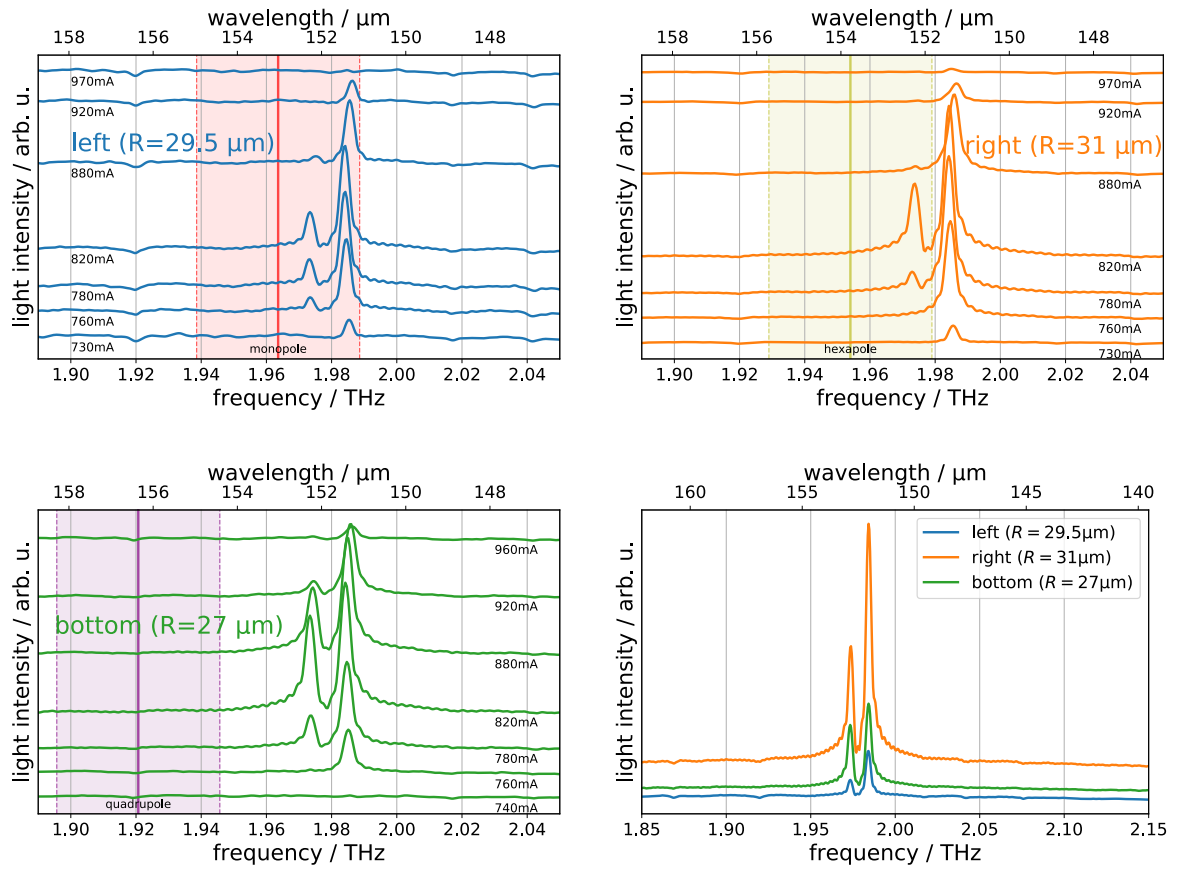 wavelength / µm
158 156 154 152 150 148
light intensity / arb. u.
970mA
920mA
left (R=29.5 µm)
880mA
820mA
780mA
760mA
730mA
monopole
1.90 1.92 1.94 1.96 1.98 2.00 2.02 2.04
frequency / THz
wavelength / µm
158 156 154 152 150 148
light intensity / arb. u.
970mA
920mA
right (R=31 µm)
880mA
820mA
780mA
760mA
730mA
hexapole
1.90 1.92 1.94 1.96 1.98 2.00 2.02 2.04
frequency / THz
wavelength / µm
158 156 154 152 150 148
light intensity / arb. u.
960mA
920mA
bottom (R=27 µm)
880mA
820mA
780mA
760mA
740mA
quadrupole
1.90 1.92 1.94 1.96 1.98 2.00 2.02 2.04
frequency / THz
wavelength / µm
160 155 150 145 140
light intensity / arb. u.
left (R = 29.5µm)
right (R = 31µm)
bottom (R = 27µm)
1.85 1.90 1.95 2.00 2.05 2.10 2.15
frequency / THz